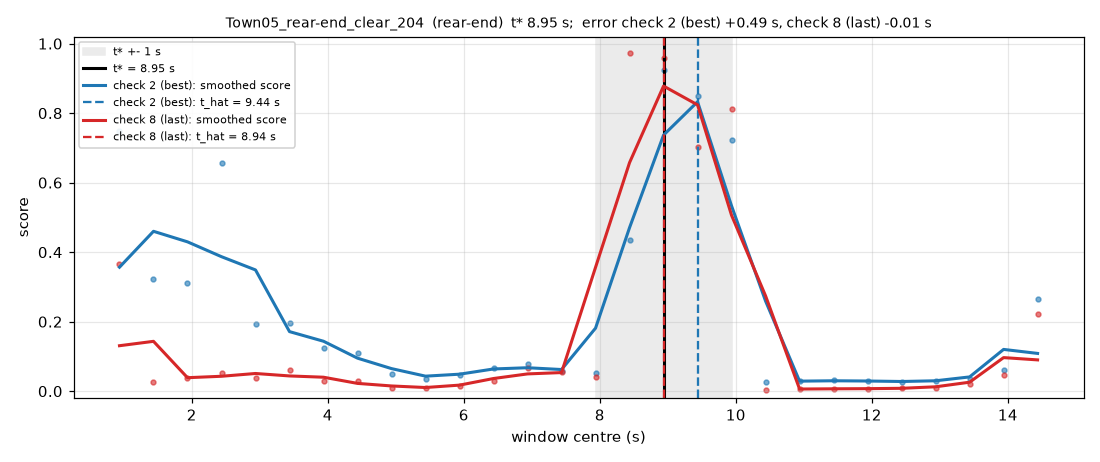 Town05_rear-end_clear_204 (rear-end) t* 8.95 s; error check 2 (best) +0.49 s, check 8 (last) -0.01 s
t* +- 1 s
t* = 8.95 s
check 2 (best): smoothed score
check 2 (best): t_hat = 9.44 s
check 8 (last): smoothed score
check 8 (last): t_hat = 8.94 s
score
1.0
0.8
0.6
0.4
0.2
0.0
2 4 6 8 10 12 14
window centre (s)